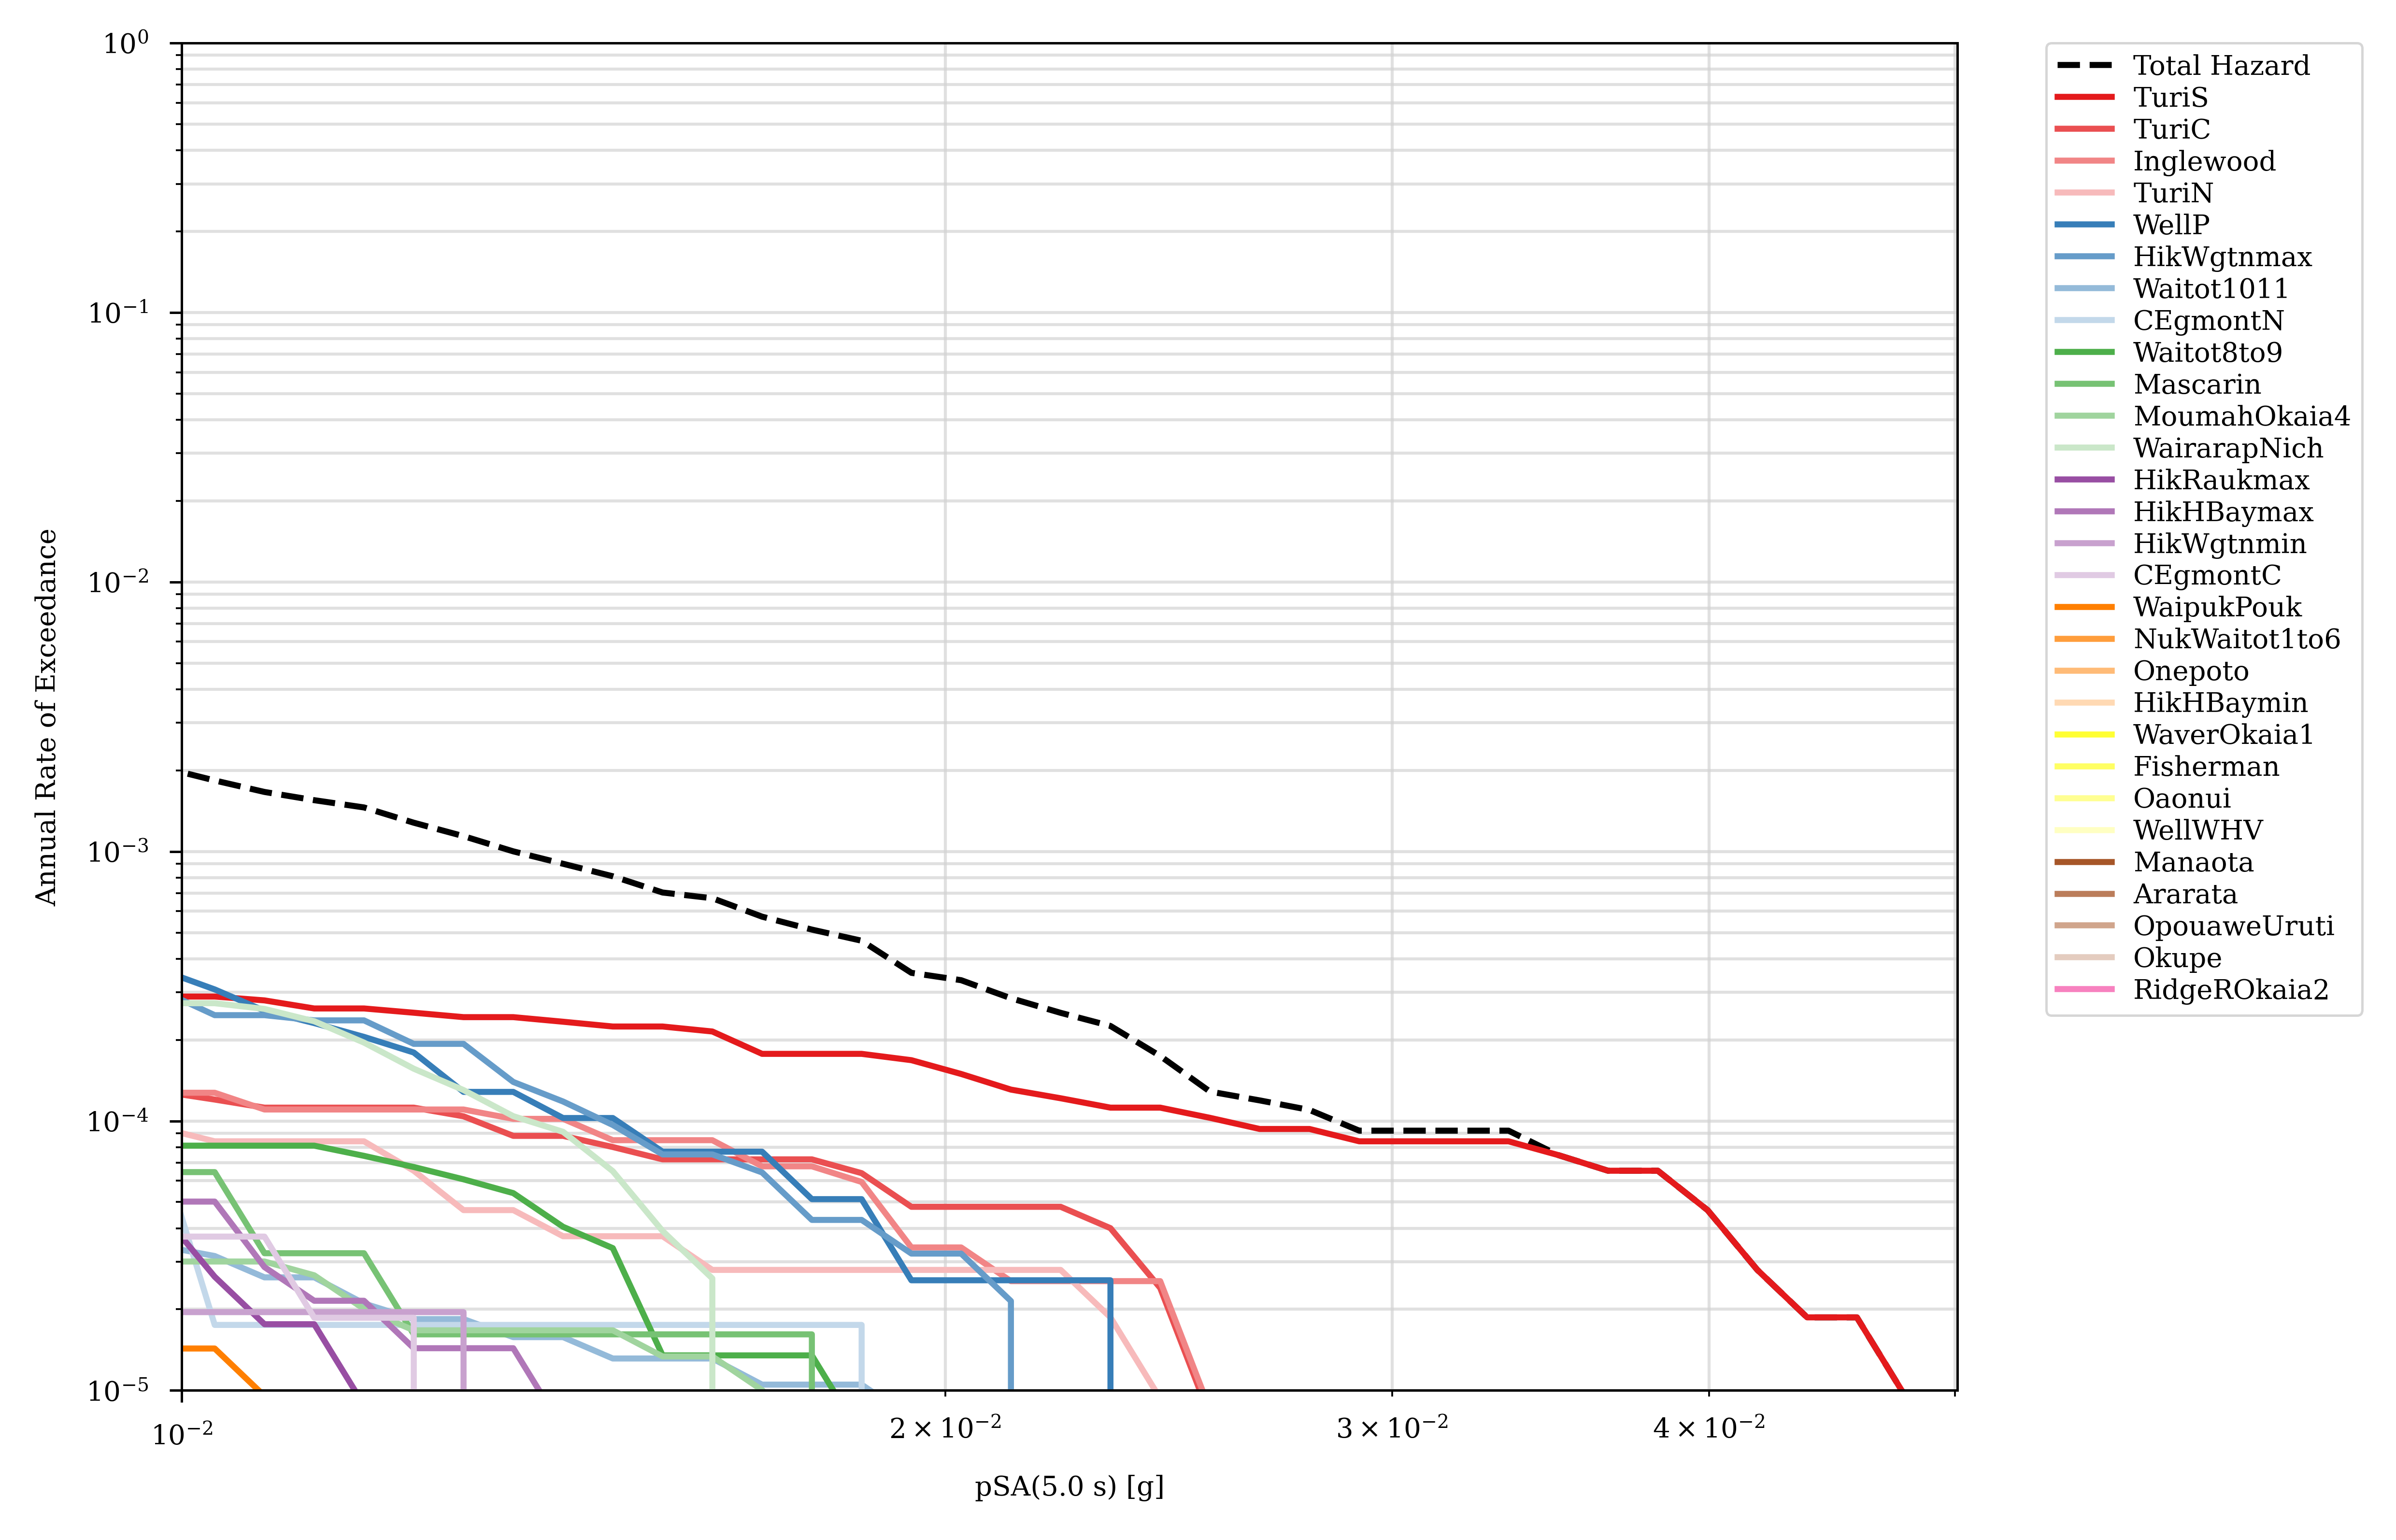 10⁰
10⁻¹
10⁻²
10⁻³
10⁻⁴
10⁻⁵
Annual Rate of Exceedance
10⁻²
2 × 10⁻²
3 × 10⁻²
4 × 10⁻²
pSA(5.0 s) [g]
Total Hazard
TuriS
TuriC
Inglewood
TuriN
WellP
HikWgtnmax
Waitot1011
CEgmontN
Waitot8to9
Mascarin
MoumahOkaia4
WairarapNich
HikRaukmax
HikHBaymax
HikWgtnmin
CEgmontC
WaipukPouk
NukWaitot1to6
Onepoto
HikHBaymin
WaverOkaia1
Fisherman
Oaonui
WellWHV
Manaota
Ararata
OpouaweUruti
Okupe
RidgeROkaia2